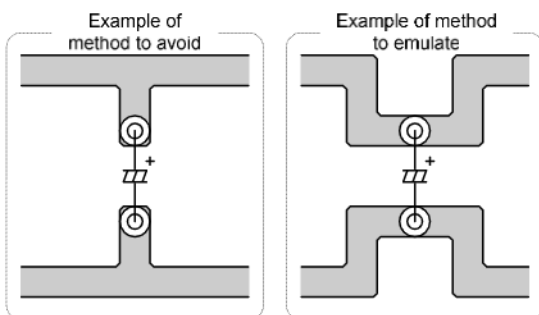 Example of
method to avoid
Example of method
to emulate
+
+